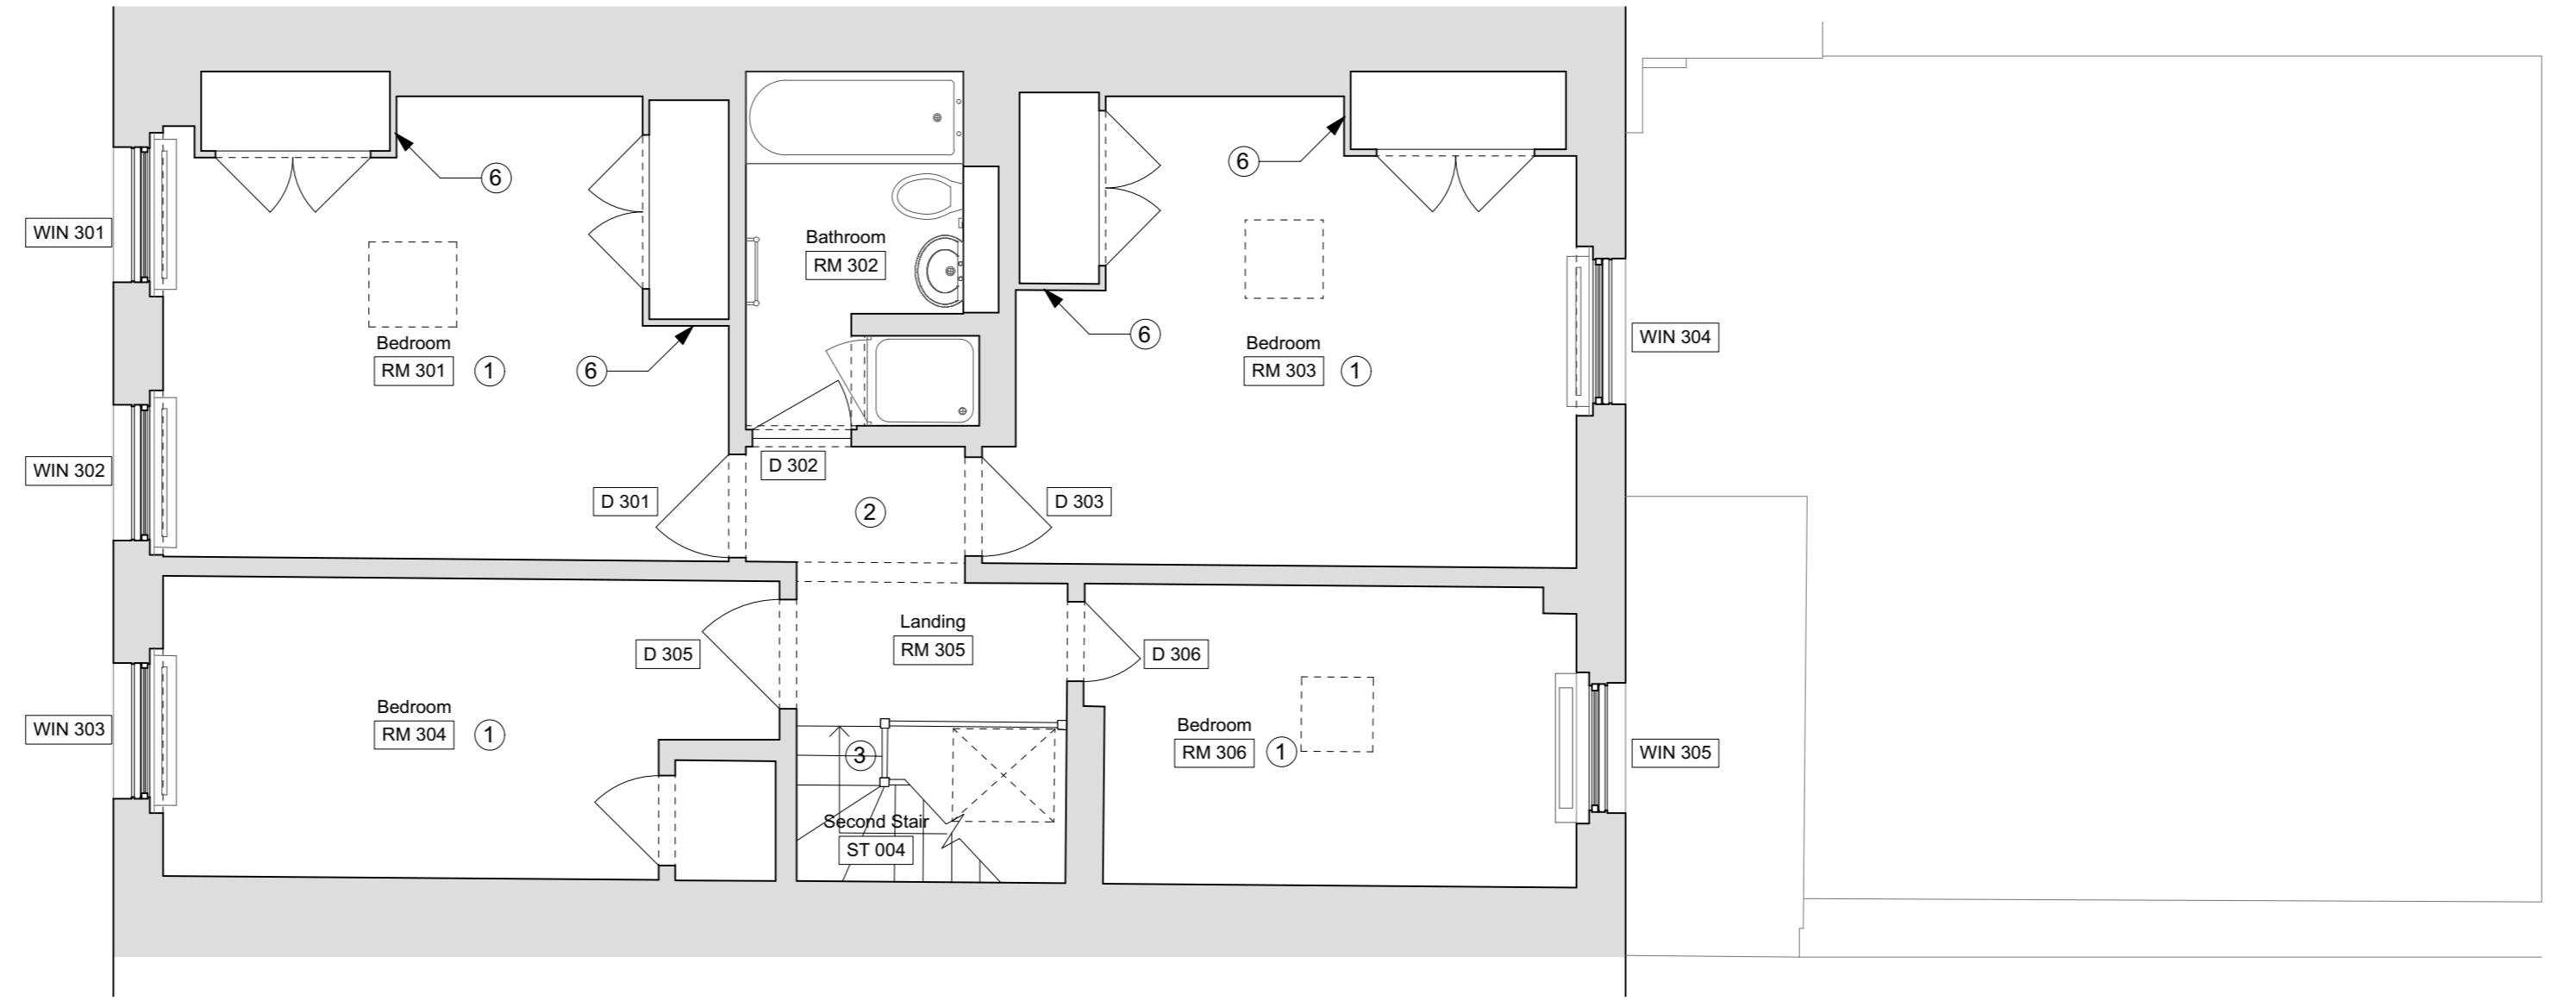 6
6
WIN 301
Bathroom
RM 302
6
WIN 304
Bedroom
RM 301
1
6
Bedroom
RM 303
1
WIN 302
D 302
D 301
2
D 303
Landing
RM 305
D 305
D 306
Bedroom
RM 304
1
WIN 303
3
Bedroom
RM 306
1
WIN 305
Second Stair
ST 004